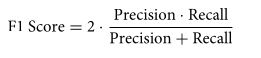 F1 Score = 2 · Precision · Recall / Precision + Recall